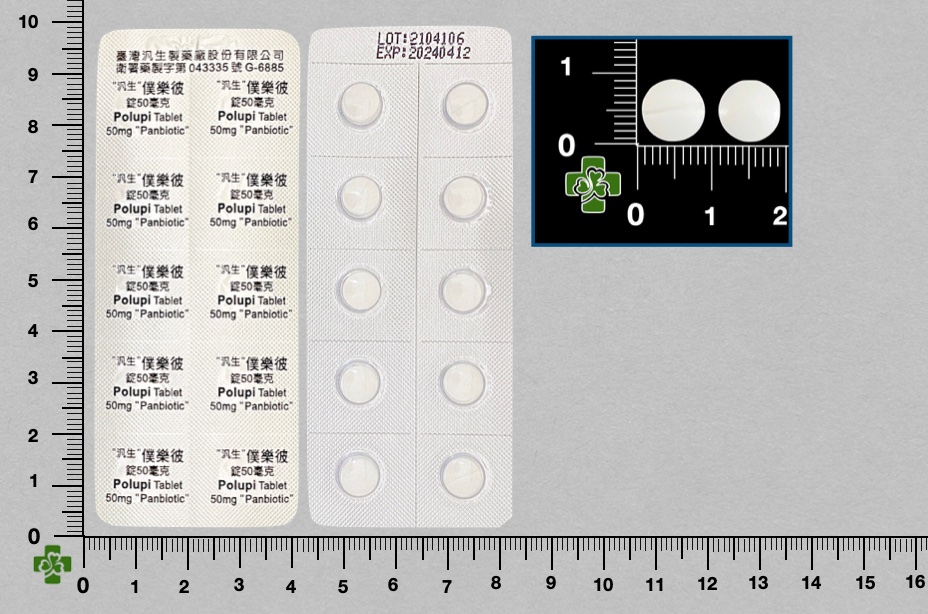 臺灣汎生製藥廠股份有限公司
衛署藥製字第 043335 號 G-6885
"汎生"僕樂彼
錠50毫克
Polupi Tablet
50mg "Panbiotic"
"汎生"僕樂彼
錠50毫克
Polupi Tablet
50mg "Panbiotic"
"汎生"僕樂彼
錠50毫克
Polupi Tablet
50mg "Panbiotic"
"汎生"僕樂彼
錠50毫克
Polupi Tablet
50mg "Panbiotic"
"汎生"僕樂彼
錠50毫克
Polupi Tablet
50mg "Panbiotic"
"汎生"僕樂彼
錠50毫克
Polupi Tablet
50mg "Panbiotic"
"汎生"僕樂彼
錠50毫克
Polupi Tablet
50mg "Panbiotic"
"汎生"僕樂彼
錠50毫克
Polupi Tablet
50mg "Panbiotic"
"汎生"僕樂彼
錠50毫克
Polupi Tablet
50mg "Panbiotic"
"汎生"僕樂彼
錠50毫克
Polupi Tablet
50mg "Panbiotic"
LOT:2104106
EXP:20240412
1
0
0 1 2
10
9
8
7
6
5
4
3
2
1
0
0 1 2 3 4 5 6 7 8 9 10 11 12 13 14 15 16